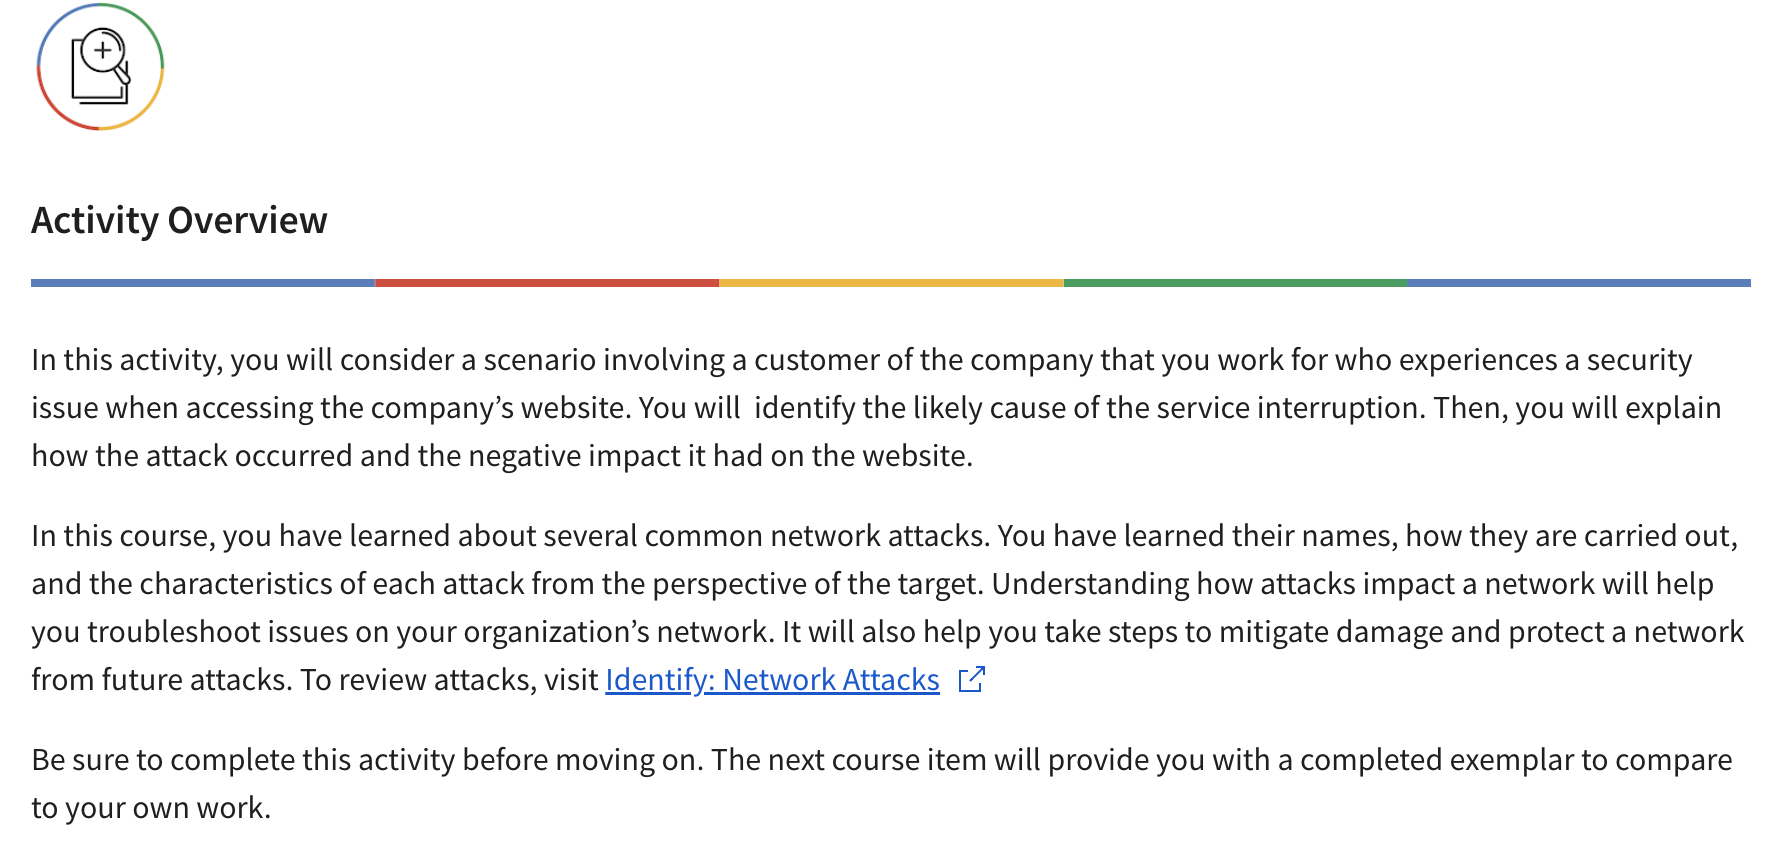 Activity Overview
In this activity, you will consider a scenario involving a customer of the company that you work for who experiences a security
issue when accessing the company’s website. You will  identify the likely cause of the service interruption. Then, you will explain
how the attack occurred and the negative impact it had on the website.
In this course, you have learned about several common network attacks. You have learned their names, how they are carried out,
and the characteristics of each attack from the perspective of the target. Understanding how attacks impact a network will help
you troubleshoot issues on your organization’s network. It will also help you take steps to mitigate damage and protect a network
from future attacks. To review attacks, visit Identify: Network Attacks
Be sure to complete this activity before moving on. The next course item will provide you with a completed exemplar to compare
to your own work.